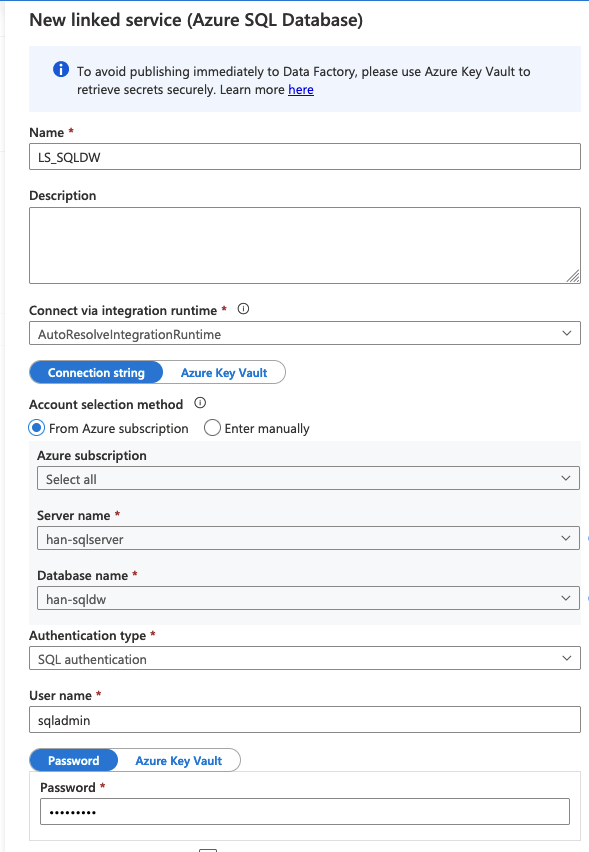 New linked service (Azure SQL Database)
To avoid publishing immediately to Data Factory, please use Azure Key Vault to
retrieve secrets securely. Learn more here
Name *
LS_SQLDW
Description
Connect via integration runtime *
AutoResolveIntegrationRuntime
Connection string Azure Key Vault
Account selection method
From Azure subscription Enter manually
Azure subscription
Select all
Server name *
han-sqlserver
Database name *
han-sqldw
Authentication type *
SQL authentication
User name *
sqladmin
Password Azure Key Vault
Password *
•••••••••